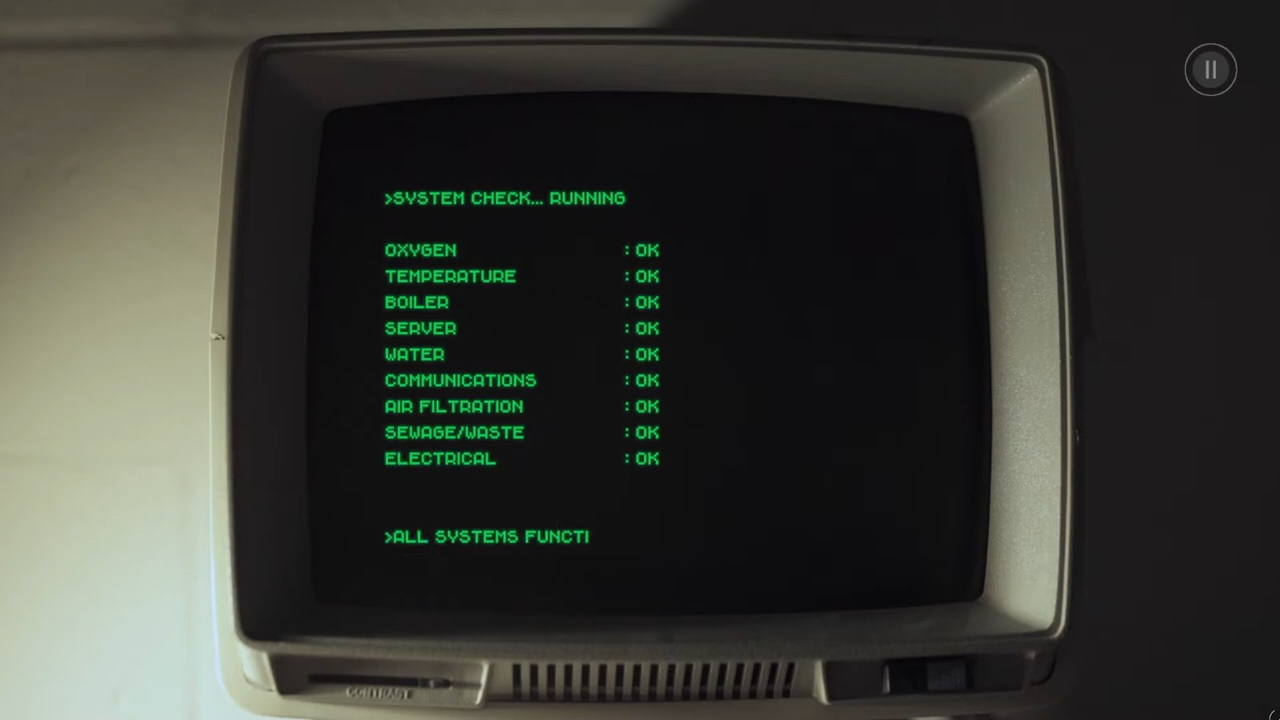 >SYSTEM CHECK... RUNNING
OXYGEN : OK
TEMPERATURE : OK
BOILER : OK
SERVER : OK
WATER : OK
COMMUNICATIONS : OK
AIR FILTRATION : OK
SEWAGE/WASTE : OK
ELECTRICAL : OK
>ALL SYSTEMS FUNCTI
CONTRAST